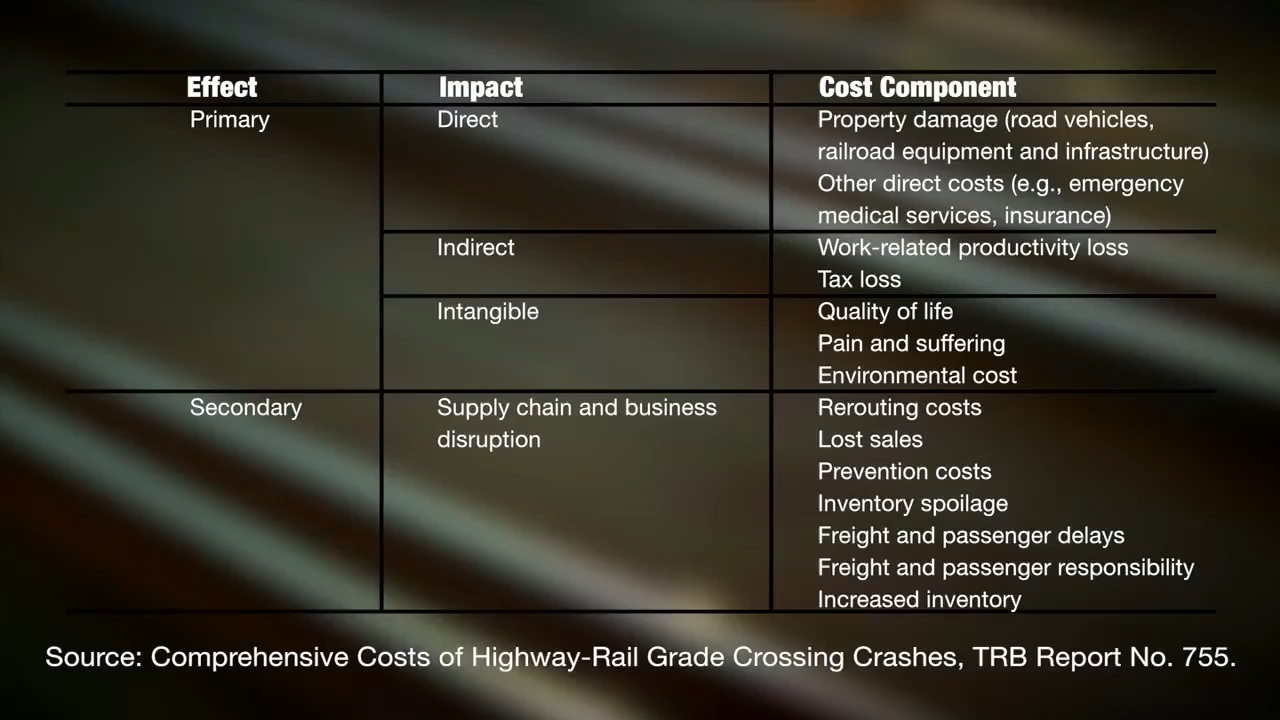 Effect Impact Cost Component
Primary Direct Property damage (road vehicles,
railroad equipment and infrastructure)
Other direct costs (e.g., emergency
medical services, insurance)
Indirect Work-related productivity loss
Tax loss
Intangible Quality of life
Pain and suffering
Environmental cost
Secondary Supply chain and business Rerouting costs
disruption Lost sales
Prevention costs
Inventory spoilage
Freight and passenger delays
Freight and passenger responsibility
Increased inventory
Source: Comprehensive Costs of Highway-Rail Grade Crossing Crashes, TRB Report No. 755.